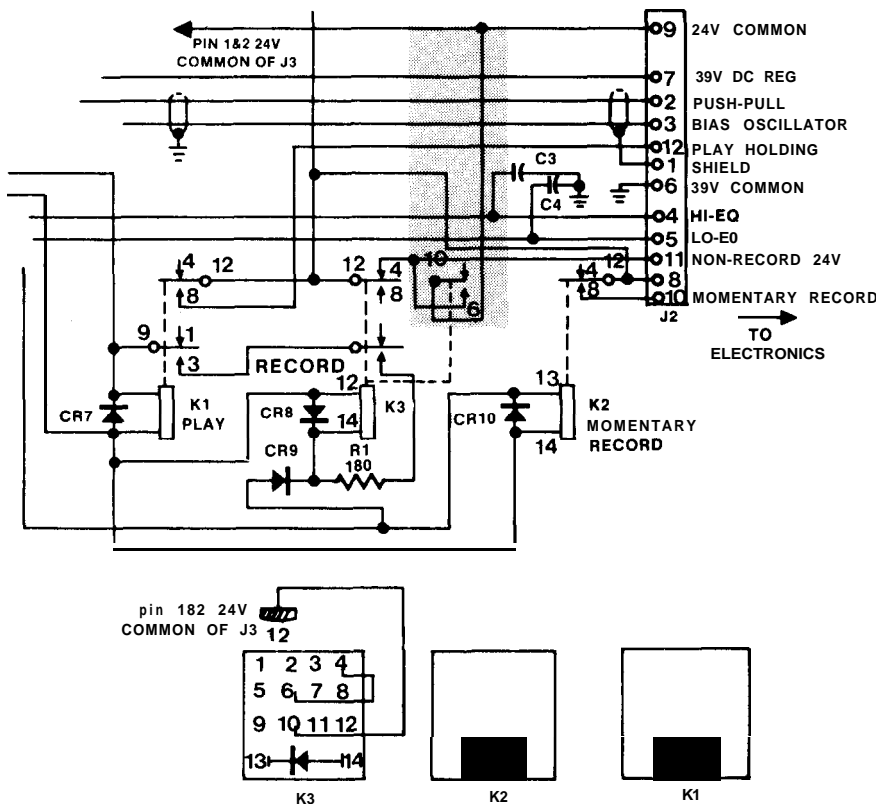 9 24V COMMON
PIN 1&2 24V
COMMON OF J3
7 39V DC REG
2 PUSH-PULL
3 BIAS OSCILLATOR
12 PLAY HOLDING
C3
1 SHIELD
C4
6 39V COMMON
4 HI-EQ
5 LO-E0
4 12 12 4 10 4 12 11 NON-RECORD 24V
8 8 6 8 8
10 MOMENTARY RECORD
J2
TO
ELECTRONICS
9 1
3 RECORD
12 13
CR7 K1 CR8 K3 CR10 K2
PLAY 14 MOMENTARY
14 RECORD
CR9 R1
180
pin 182 24V
COMMON OF J3 12
1 2 3 4
5 6 7 8
9 10 11 12
13 14
K3 K2 K1